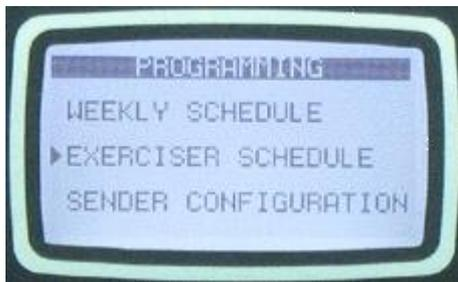 PROGRAMMING
WEEKLY SCHEDULE
▶EXERCISER SCHEDULE
SENDER CONFIGURATION